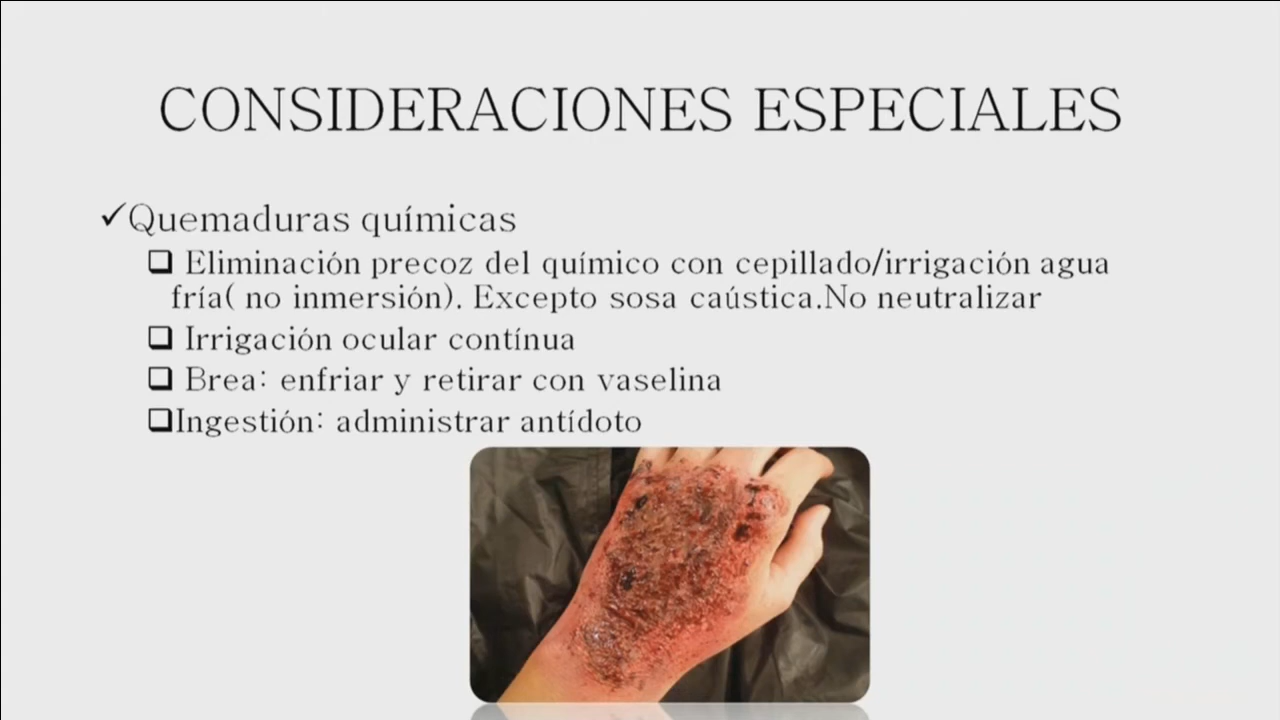 CONSIDERACIONES ESPECIALES
✓Quemaduras químicas
❑ Eliminación precoz del químico con cepillado/irrigación agua
fría( no inmersión). Excepto sosa caústica.No neutralizar
❑ Irrigación ocular contínua
❑ Brea: enfriar y retirar con vaselina
❑Ingestión: administrar antídoto